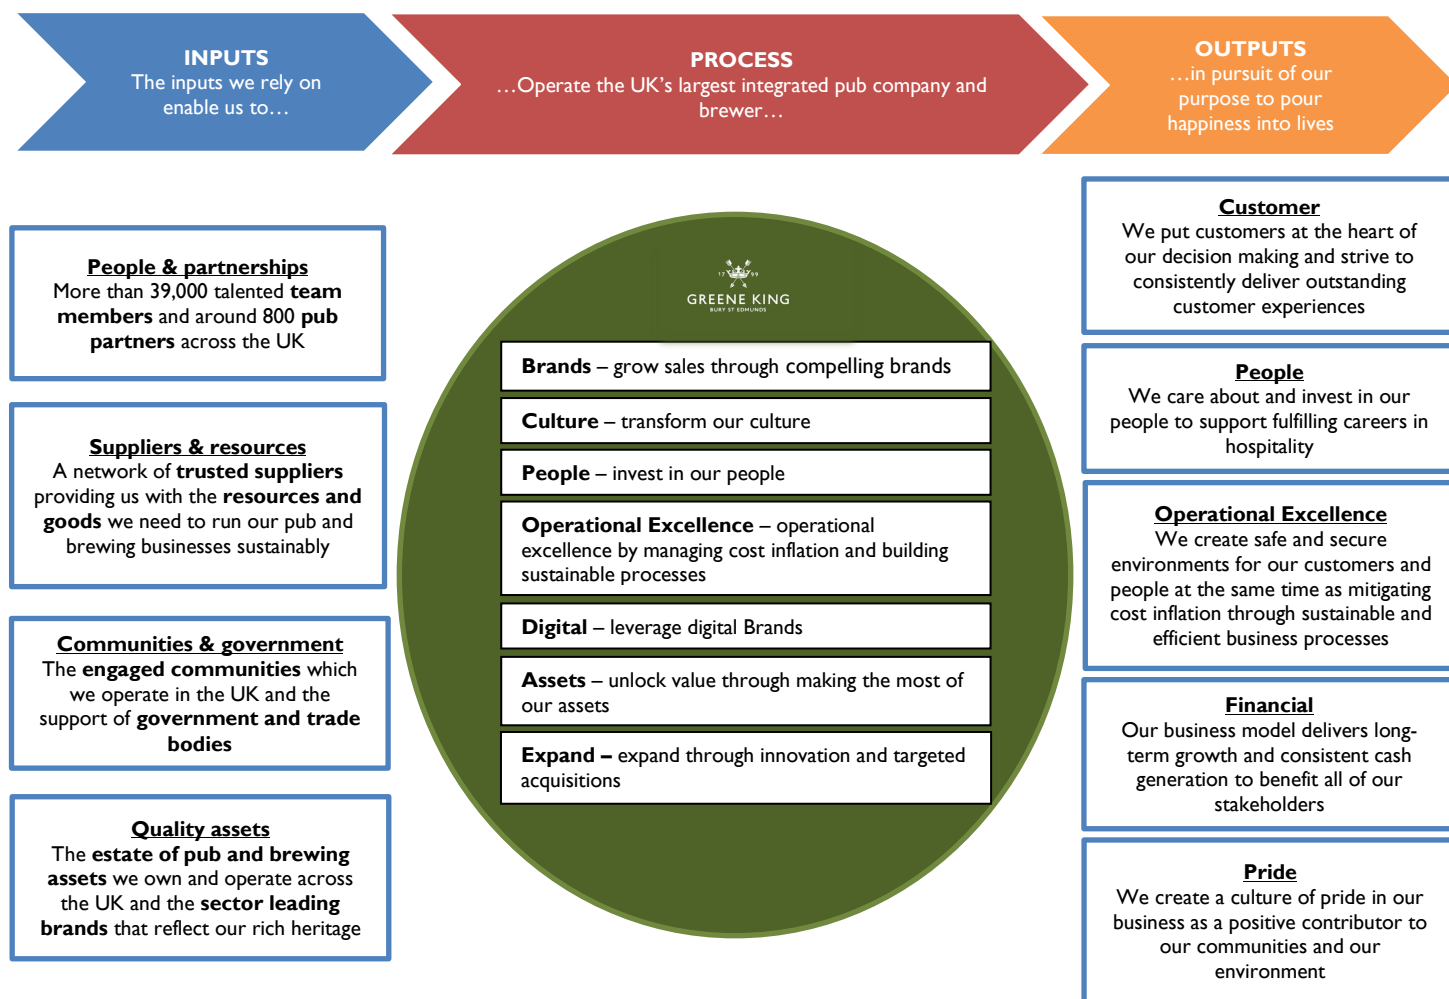 INPUTS
The inputs we rely on
enable us to…
PROCESS
…Operate the UK’s largest integrated pub company and
brewer…
OUTPUTS
…in pursuit of our
purpose to pour
happiness into lives
People & partnerships
More than 39,000 talented team
members and around 800 pub
partners across the UK
Suppliers & resources
A network of trusted suppliers
providing us with the resources and
goods we need to run our pub and
brewing businesses sustainably
Communities & government
The engaged communities which
we operate in the UK and the
support of government and trade
bodies
Quality assets
The estate of pub and brewing
assets we own and operate across
the UK and the sector leading
brands that reflect our rich heritage
17 99
GREENE KING
BURY ST EDMUNDS
Brands – grow sales through compelling brands
Culture – transform our culture
People – invest in our people
Operational Excellence – operational
excellence by managing cost inflation and building
sustainable processes
Digital – leverage digital Brands
Assets – unlock value through making the most of
our assets
Expand – expand through innovation and targeted
acquisitions
Customer
We put customers at the heart of
our decision making and strive to
consistently deliver outstanding
customer experiences
People
We care about and invest in our
people to support fulfilling careers in
hospitality
Operational Excellence
We create safe and secure
environments for our customers and
people at the same time as mitigating
cost inflation through sustainable and
efficient business processes
Financial
Our business model delivers long-
term growth and consistent cash
generation to benefit all of our
stakeholders
Pride
We create a culture of pride in our
business as a positive contributor to
our communities and our
environment